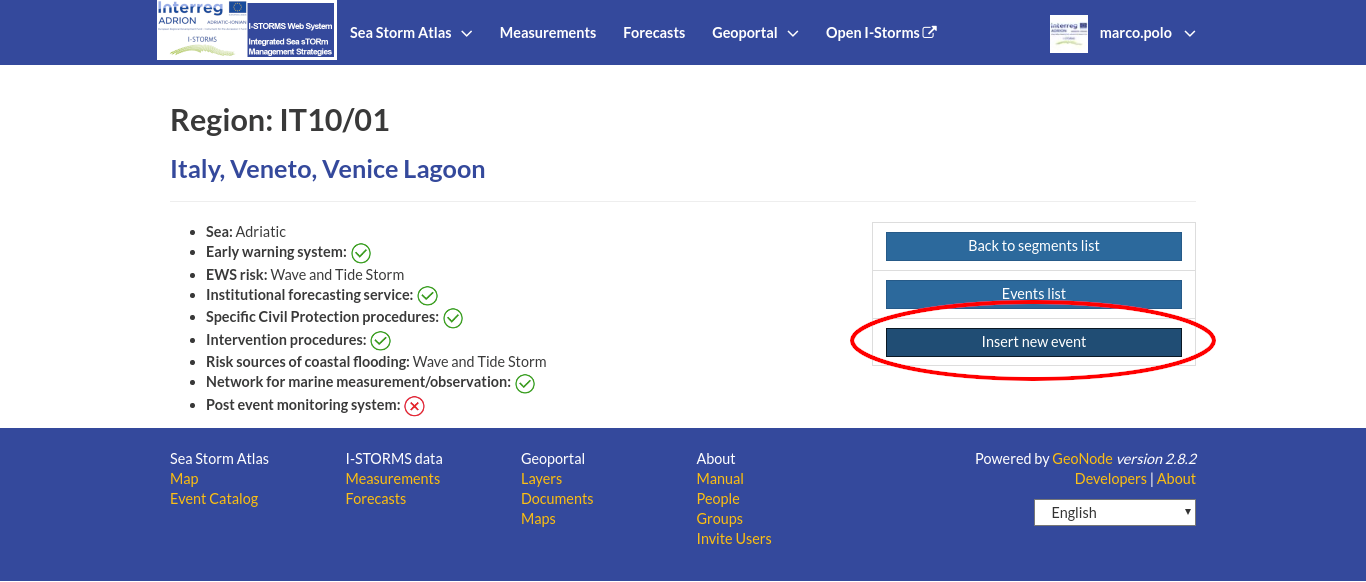 Interreg
ADRION ADRIATIC-IONIAN
I-STORMS
I-STORMS Web System
Integrated Sea sTORm
Management Strategies
Sea Storm Atlas
Measurements
Forecasts
Geoportal
Open I-Storms
marco.polo
Region: IT10/01
Italy, Veneto, Venice Lagoon
Sea: Adriatic
Early warning system:
EWS risk: Wave and Tide Storm
Institutional forecasting service:
Specific Civil Protection procedures:
Intervention procedures:
Risk sources of coastal flooding: Wave and Tide Storm
Network for marine measurement/observation:
Post event monitoring system:
Back to segments list
Events list
Insert new event
Sea Storm Atlas
Map
Event Catalog
I-STORMS data
Measurements
Forecasts
Geoportal
Layers
Documents
Maps
About
Manual
People
Groups
Invite Users
Powered by GeoNode version 2.8.2
Developers | About
English